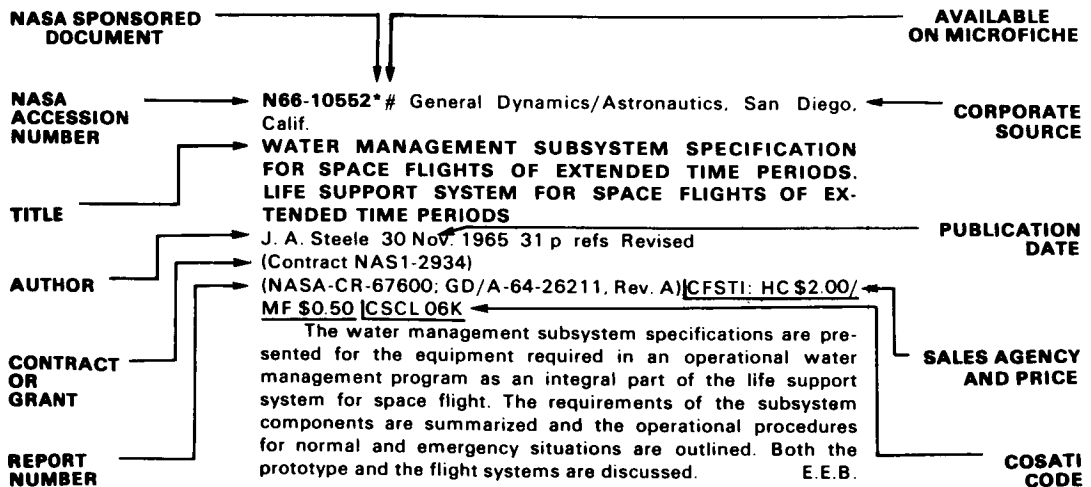 NASA SPONSORED
DOCUMENT
AVAILABLE
ON MICROFICHE
NASA
ACCESSION
NUMBER
N66-10552*# General Dynamics/Astronautics, San Diego,
Calif.
CORPORATE
SOURCE
TITLE
WATER MANAGEMENT SUBSYSTEM SPECIFICATION
FOR SPACE FLIGHTS OF EXTENDED TIME PERIODS.
LIFE SUPPORT SYSTEM FOR SPACE FLIGHTS OF EX-
TENDED TIME PERIODS
J. A. Steele 30 Nov. 1965 31 p refs Revised
PUBLICATION
DATE
AUTHOR
(Contract NAS1-2934)
(NASA-CR-67600; GD/A-64-26211, Rev. A) CFSTI: HC $2.00/
MF $0.50 CSCL 06K
The water management subsystem specifications are pre-
sented for the equipment required in an operational water
management program as an integral part of the life support
system for space flight. The requirements of the subsystem
components are summarized and the operational procedures
for normal and emergency situations are outlined. Both the
prototype and the flight systems are discussed. E.E.B.
CONTRACT
OR
GRANT
SALES AGENCY
AND PRICE
REPORT
NUMBER
COSATI
CODE